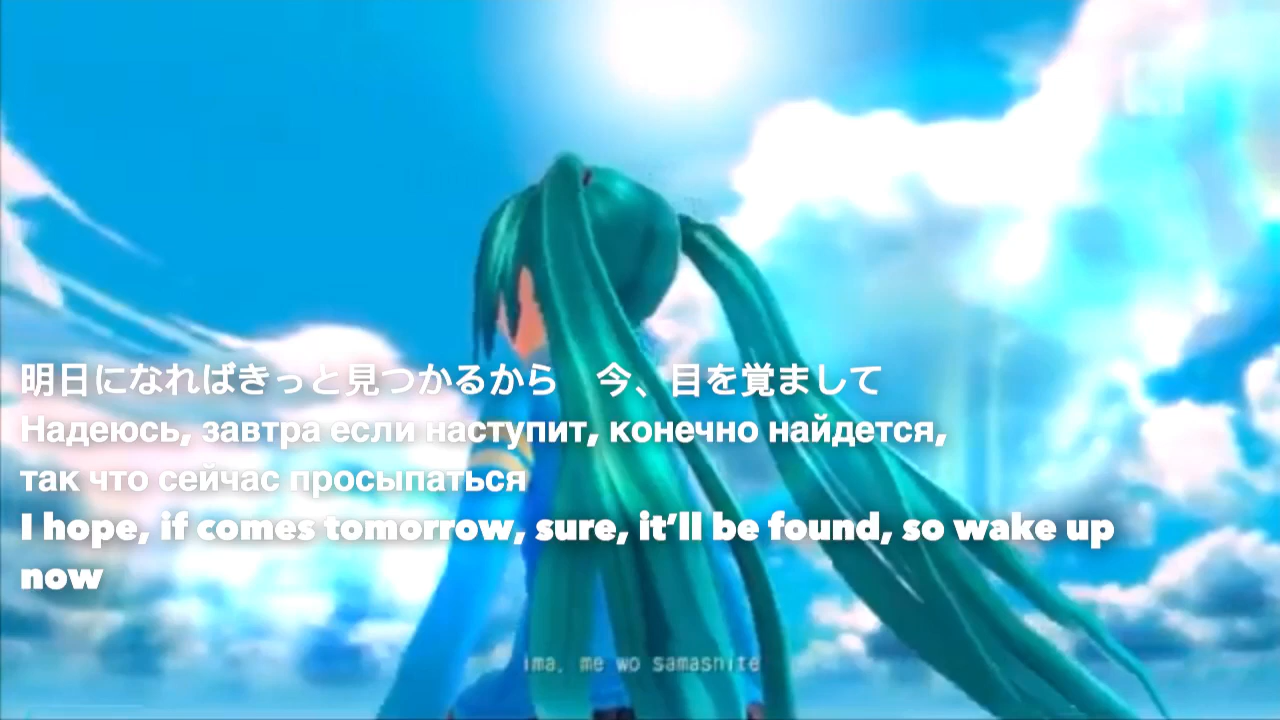 明日になればきっと見つかるから　今、目を覚まして
Надеюсь, завтра если наступит, конечно найдется,
так что сейчас просыпаться
I hope, if comes tomorrow, sure, it’ll be found, so wake up
now
ima, me wo samashite